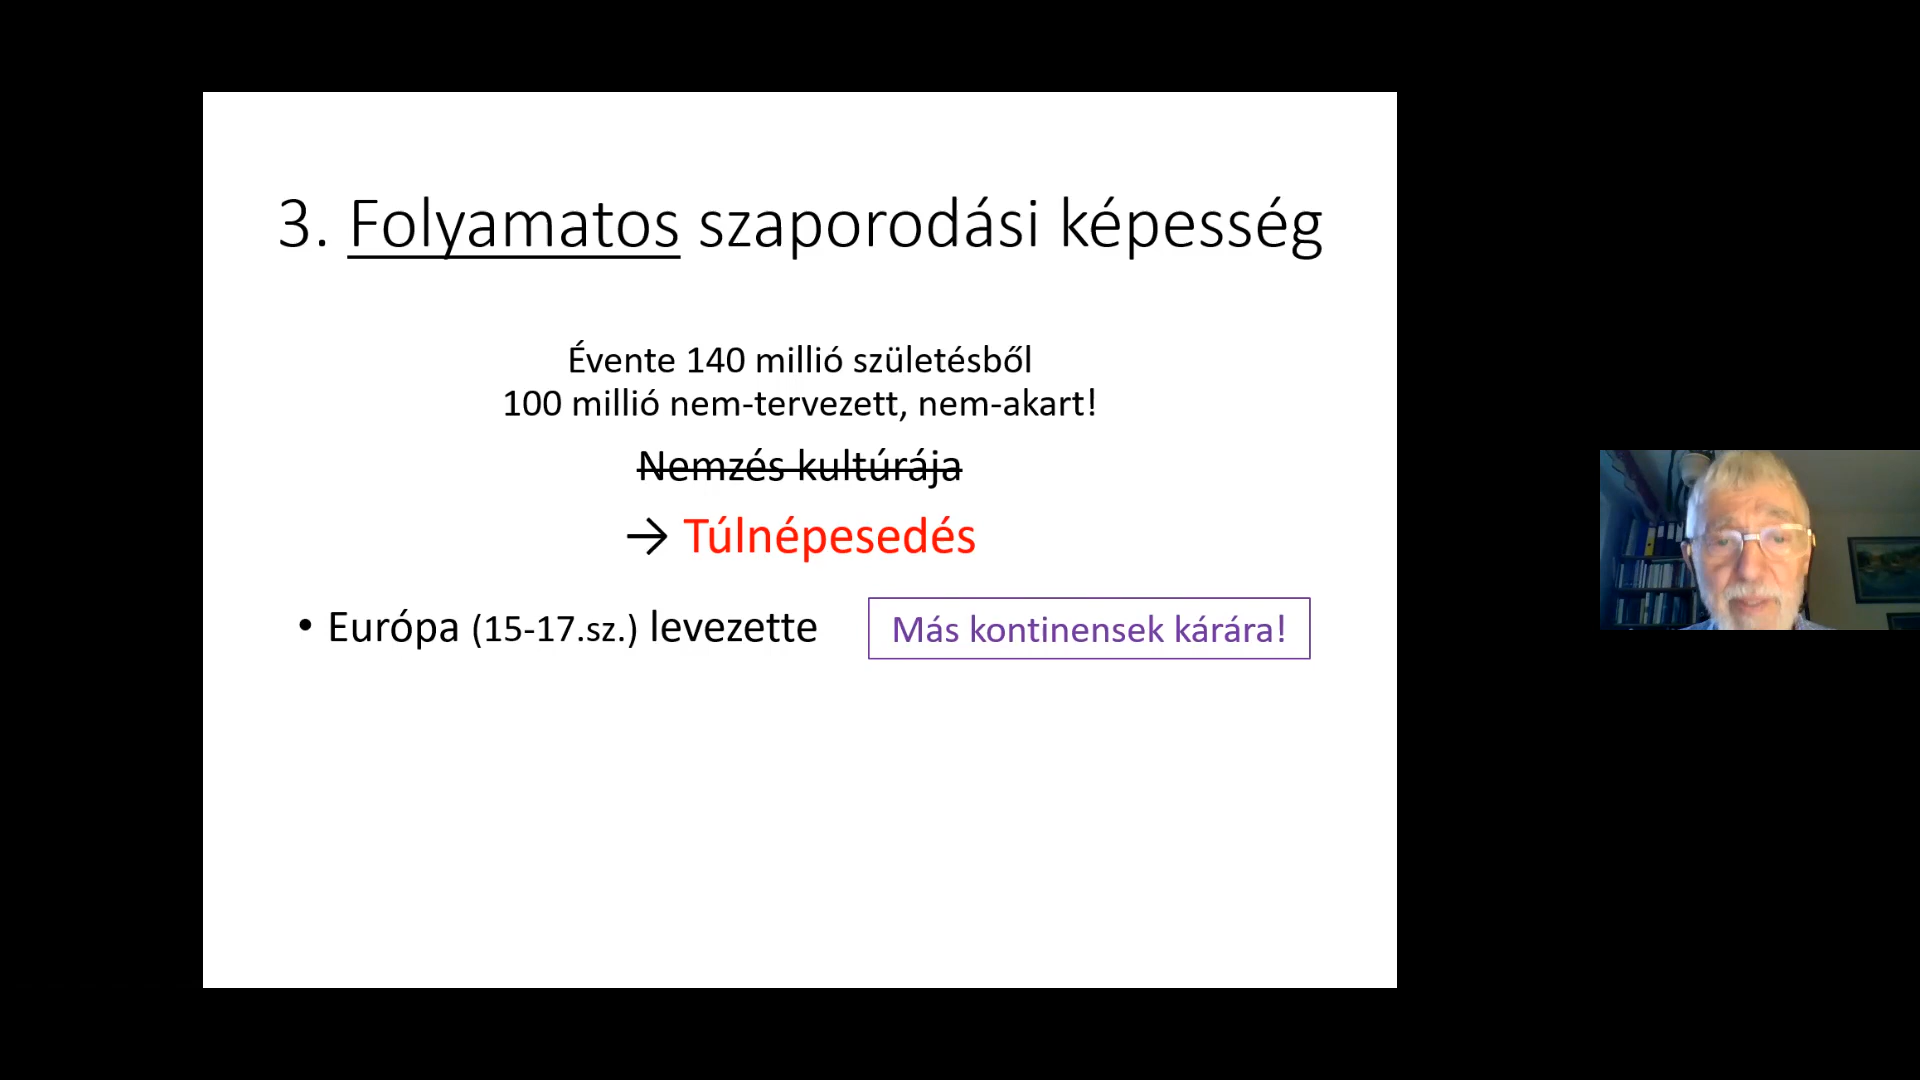 3. Folyamatos szaporodási képesség
Évente 140 millió születésből
100 millió nem-tervezett, nem-akart!
Nemzés kultúrája
→ Túlnépesedés
• Európa (15-17.sz.) levezette
Más kontinensek kárára!